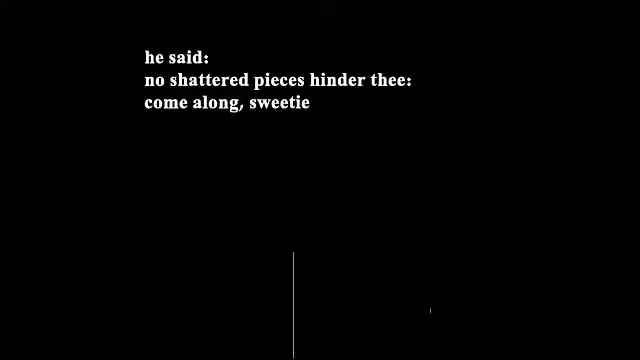 he said:
no shattered pieces hinder thee:
come along, sweetie